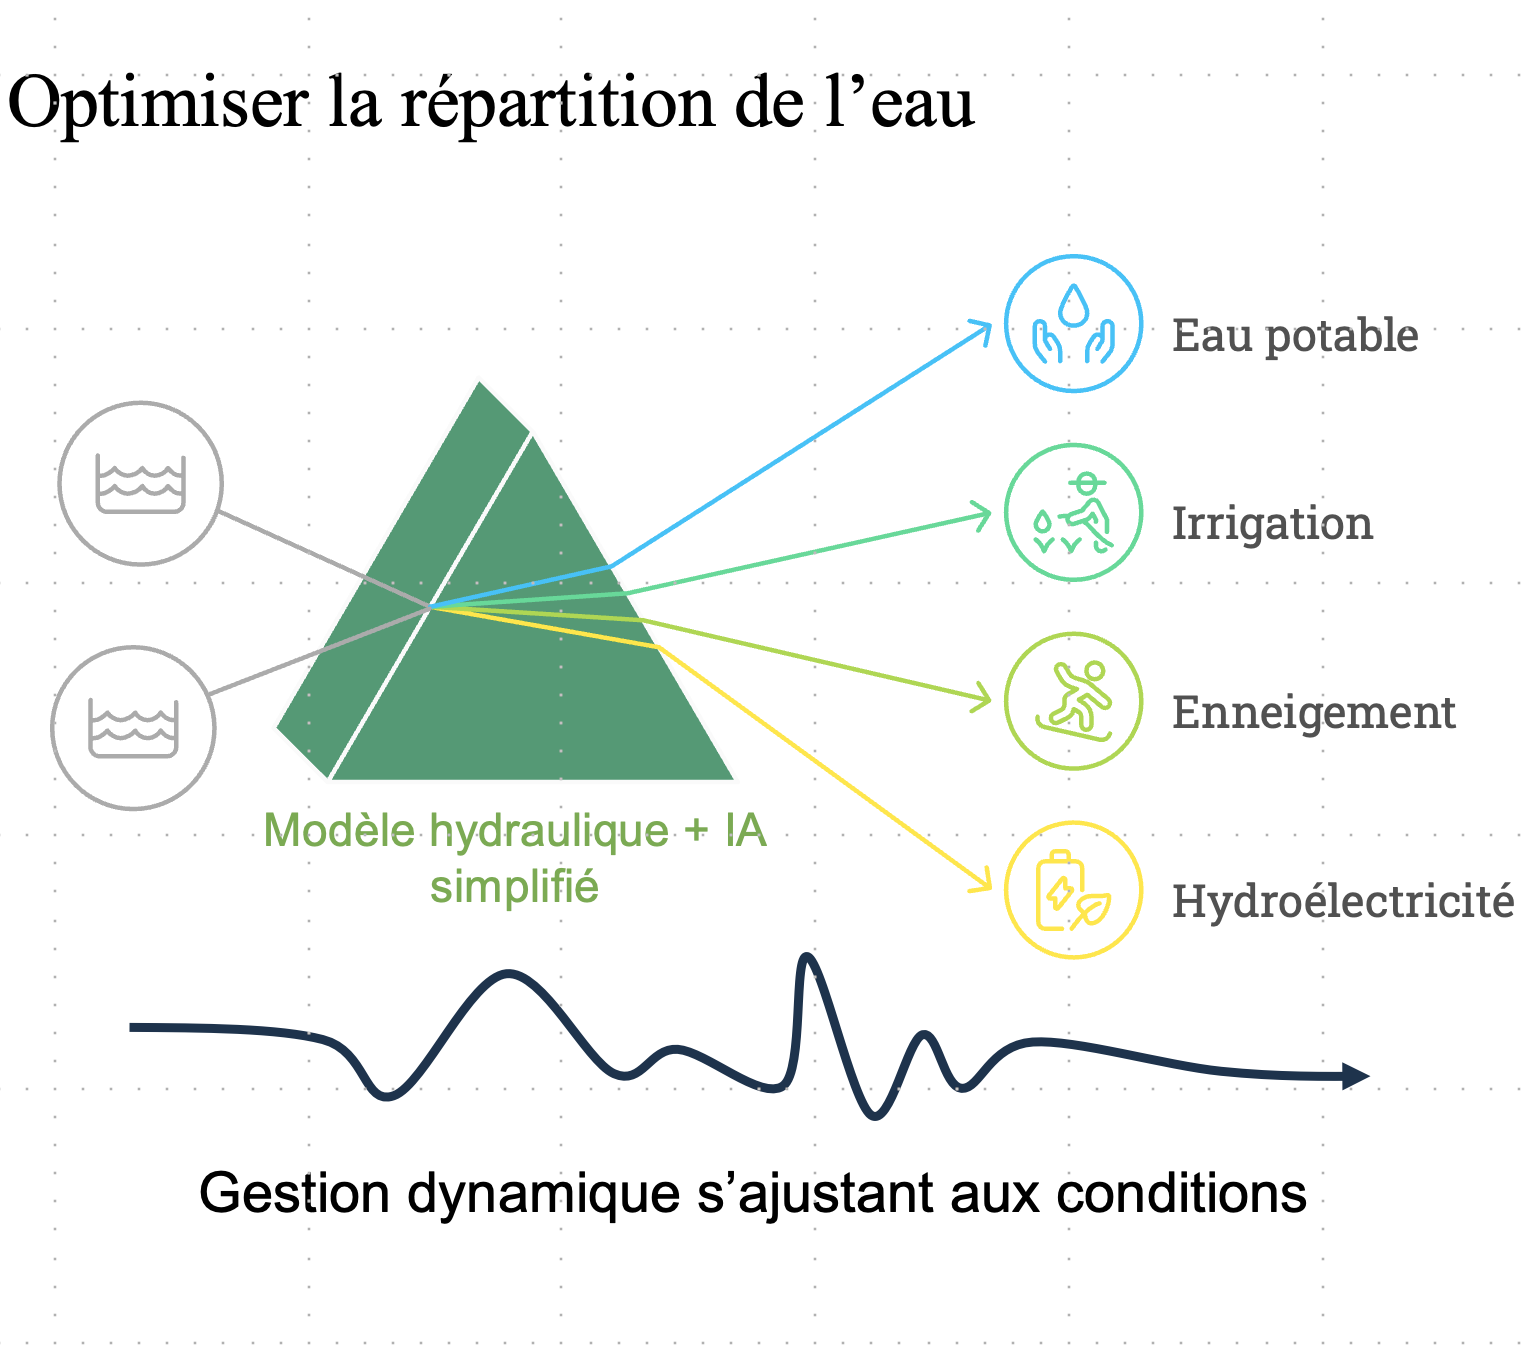 Optimiser la répartition de l’eau
Eau potable
Irrigation
Enneigement
Hydroélectricité
Modèle hydraulique + IA
simplifié
Gestion dynamique s’ajustant aux conditions